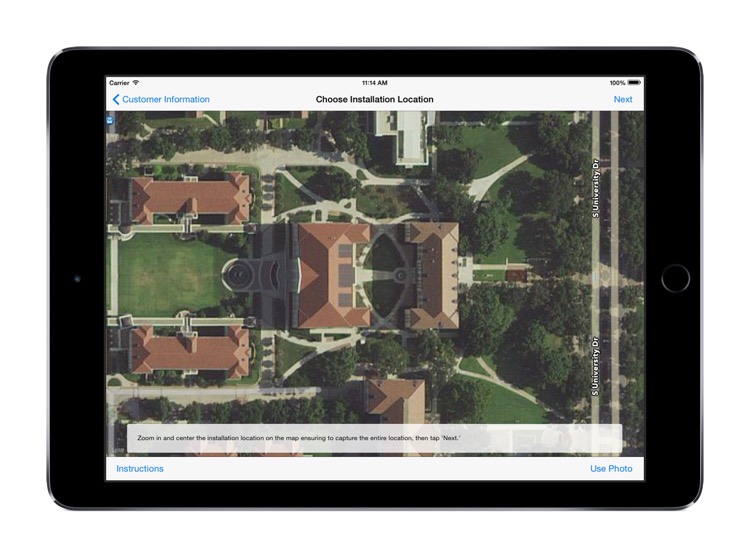 Carrier 11:14 AM 100%
Customer Information Choose Installation Location Next
S University Dr
S University Dr
Zoom in and center the installation location on the map ensuring to capture the entire location, then tap 'Next.'
Instructions Use Photo